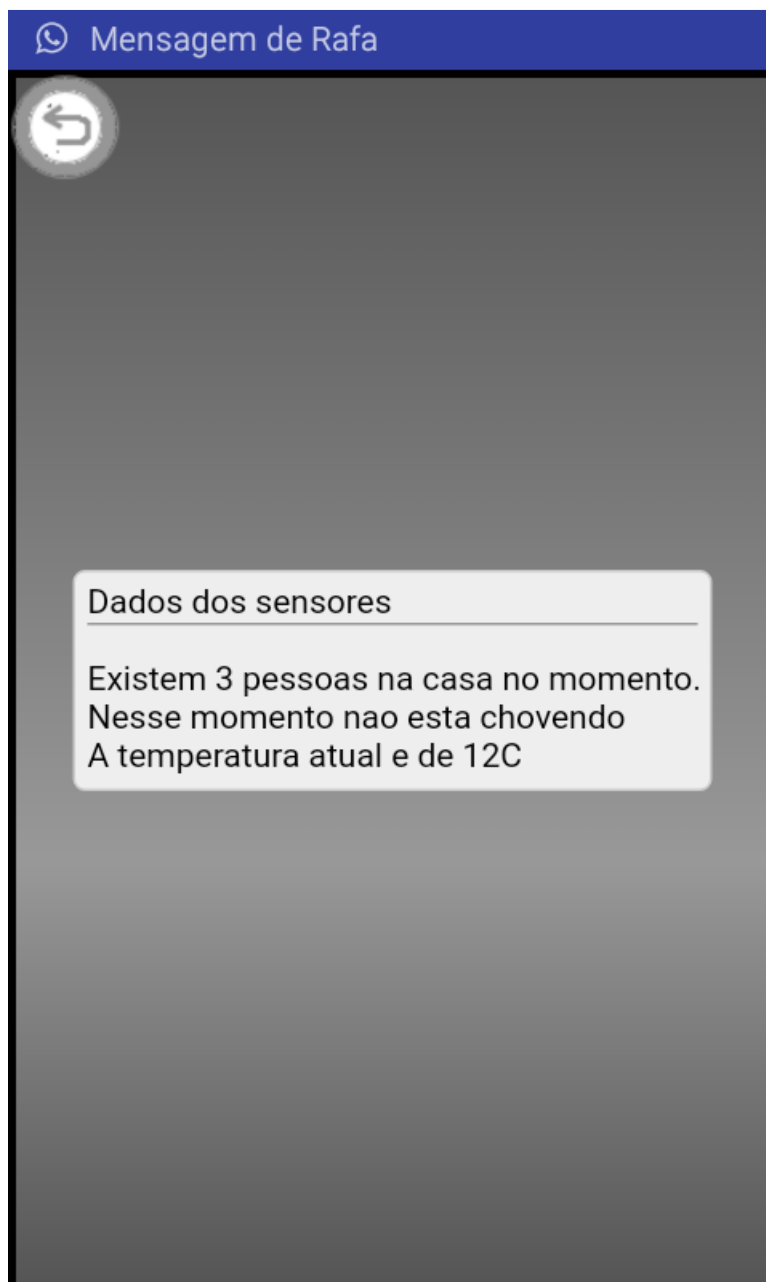 Mensagem de Rafa
Dados dos sensores
Existem 3 pessoas na casa no momento.
Nesse momento nao esta chovendo
A temperatura atual e de 12C